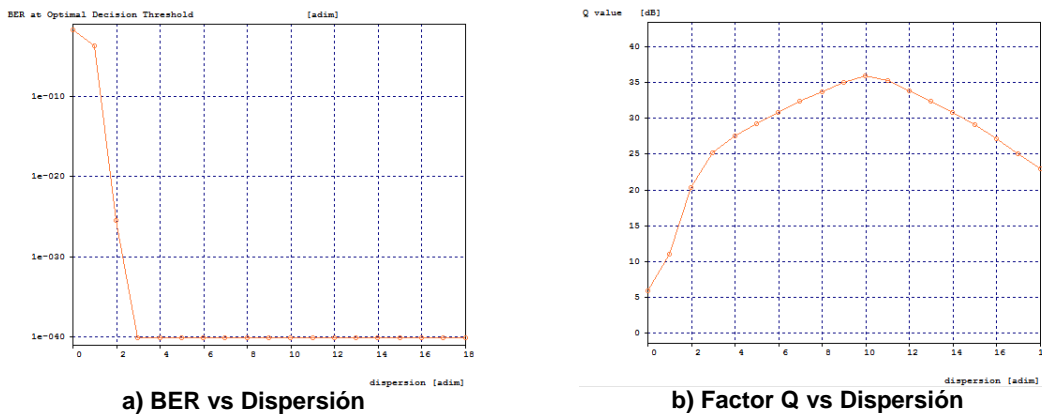 BER at Optimal Decision Threshold [adim]
1e-010
1e-020
1e-030
1e-040
0 2 4 6 8 10 12 14 16 18
dispersion [adim]
a) BER vs Dispersión
Q value [dB]
40
35
30
25
20
15
10
5
0
0 2 4 6 8 10 12 14 16 1
dispersion [adim]
b) Factor Q vs Dispersión